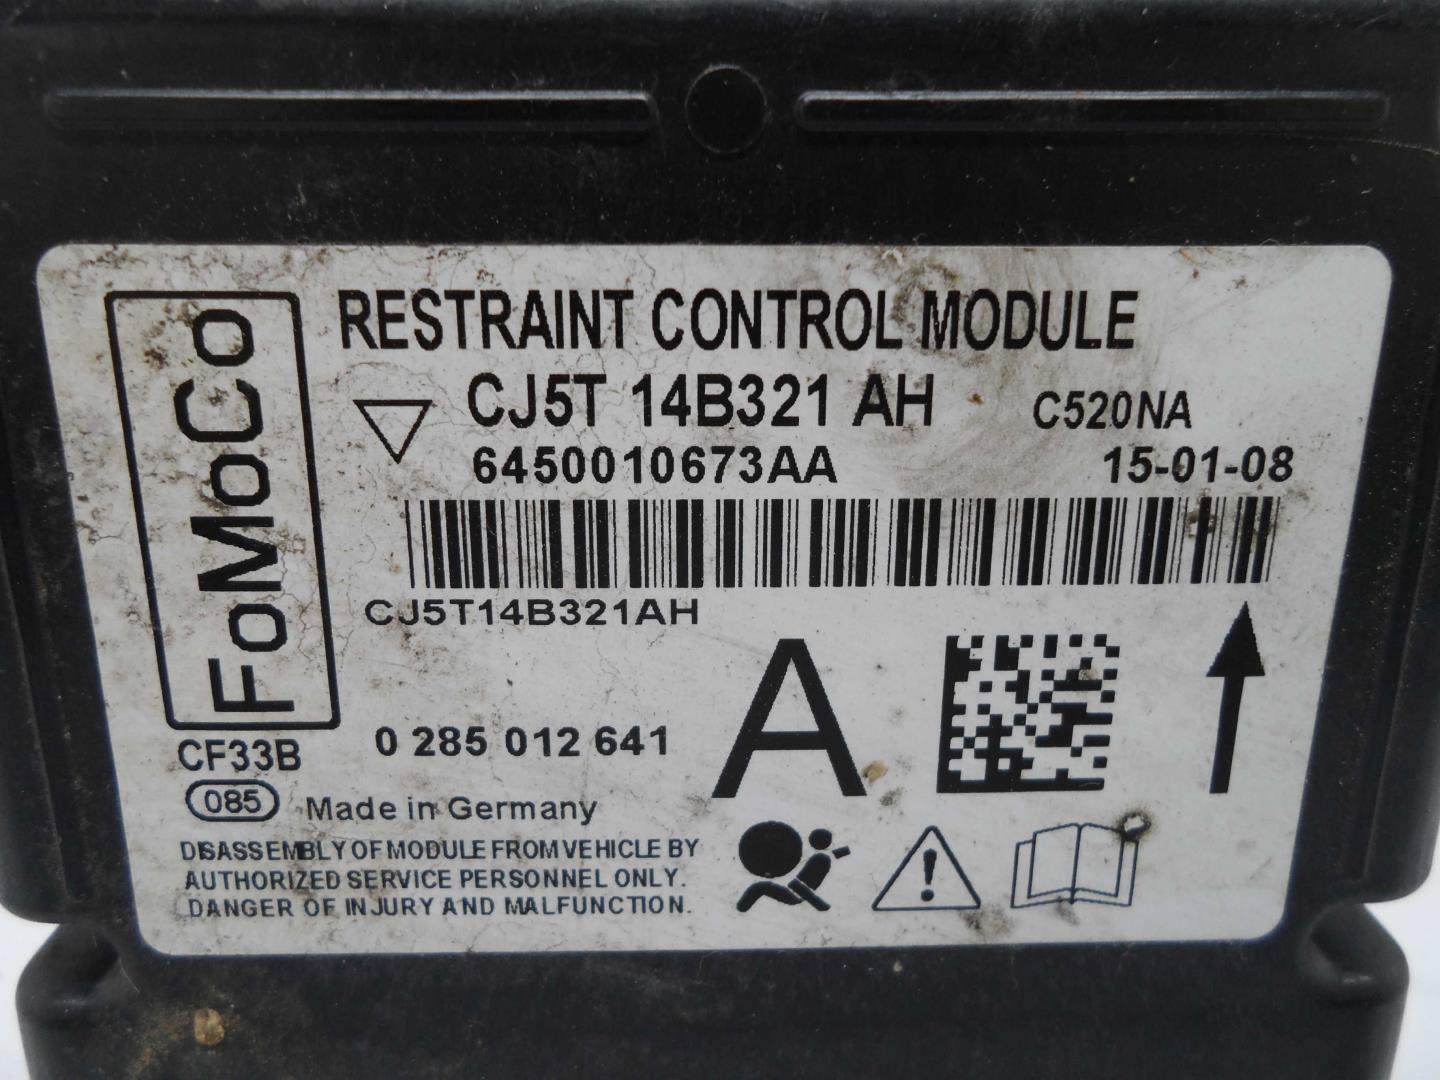 FoMoCo
RESTRAINT CONTROL MODULE
CJ5T 14B321 AH C520NA
6450010673AA 15-01-08
CJ5T14B321AH
A
0 285 012 641
CF33B
085 Made in Germany
DISASSEMBLY OF MODULE FROM VEHICLE BY
AUTHORIZED SERVICE PERSONNEL ONLY.
DANGER OF INJURY AND MALFUNCTION.